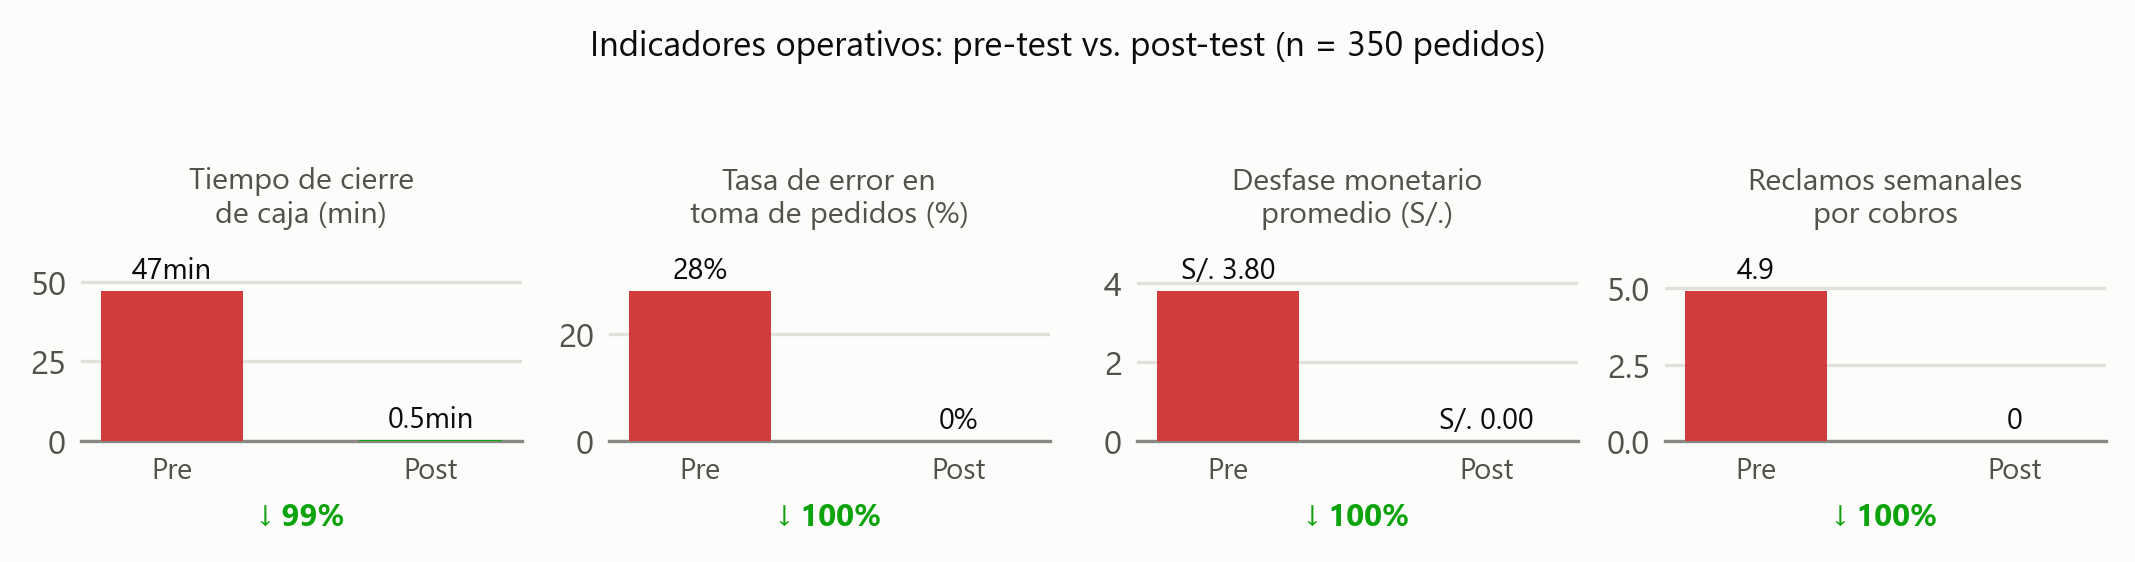 Indicadores operativos: pre-test vs. post-test (n = 350 pedidos)
Tiempo de cierre
de caja (min)
50
25
0
47min
0.5min
Pre
Post
↓ 99%
Tasa de error en
toma de pedidos (%)
20
0
28%
0%
Pre
Post
↓ 100%
Desfase monetario
promedio (S/.)
4
2
0
S/. 3.80
S/. 0.00
Pre
Post
↓ 100%
Reclamos semanales
por cobros
5.0
2.5
0.0
4.9
0
Pre
Post
↓ 100%